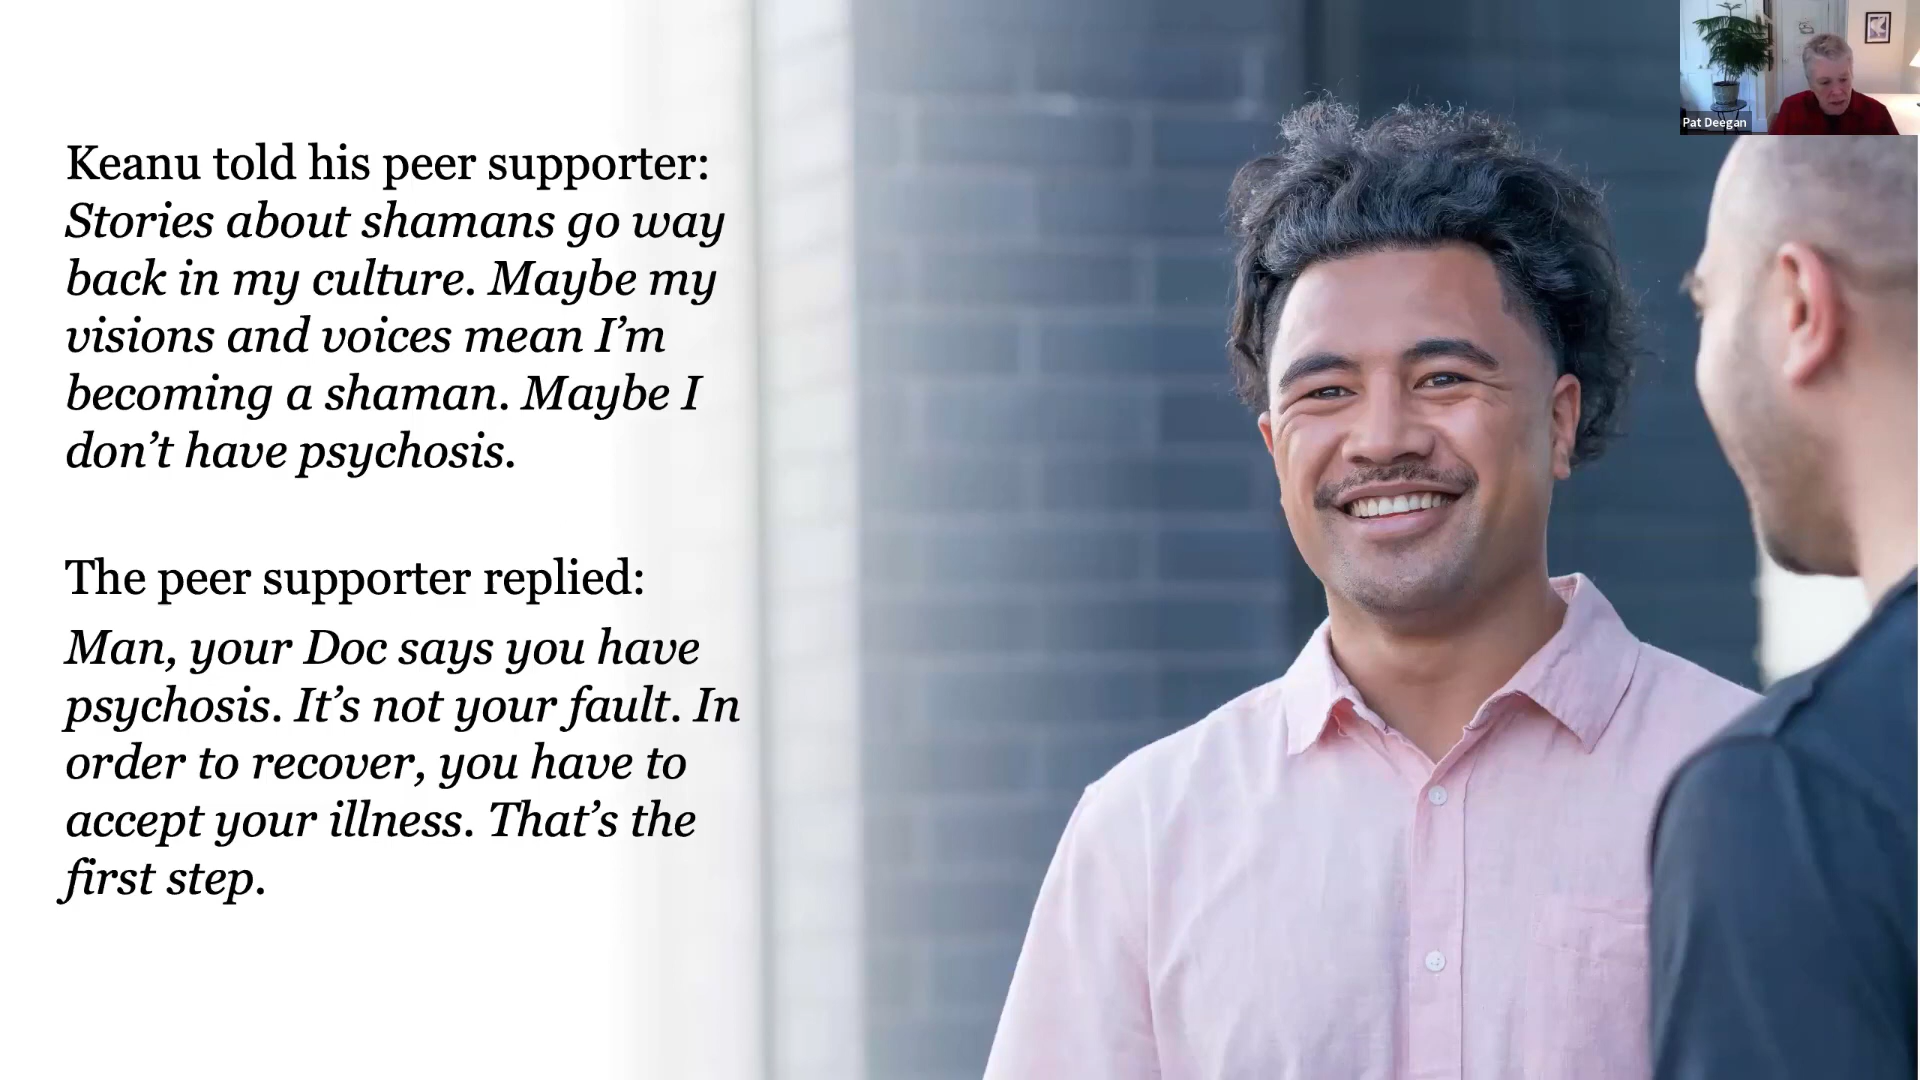 Keanu told his peer supporter:
Stories about shamans go way
back in my culture. Maybe my
visions and voices mean I’m
becoming a shaman. Maybe I
don’t have psychosis.
The peer supporter replied:
Man, your Doc says you have
psychosis. It’s not your fault. In
order to recover, you have to
accept your illness. That’s the
first step.
Pat Deegan